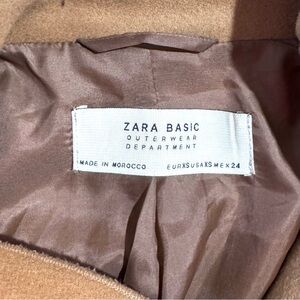 ZARA BASIC
OUTERWEAR
DEPARTMENT
MADE IN MOROCCO EUR XS USA XS MEX 24